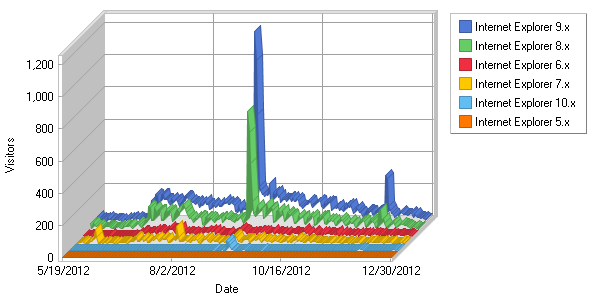 1,200
1,000
800
600
400
200
0
Visitors
5/19/2012
8/2/2012
10/16/2012
12/30/2012
Date
Internet Explorer 9.x
Internet Explorer 8.x
Internet Explorer 6.x
Internet Explorer 7.x
Internet Explorer 10.x
Internet Explorer 5.x